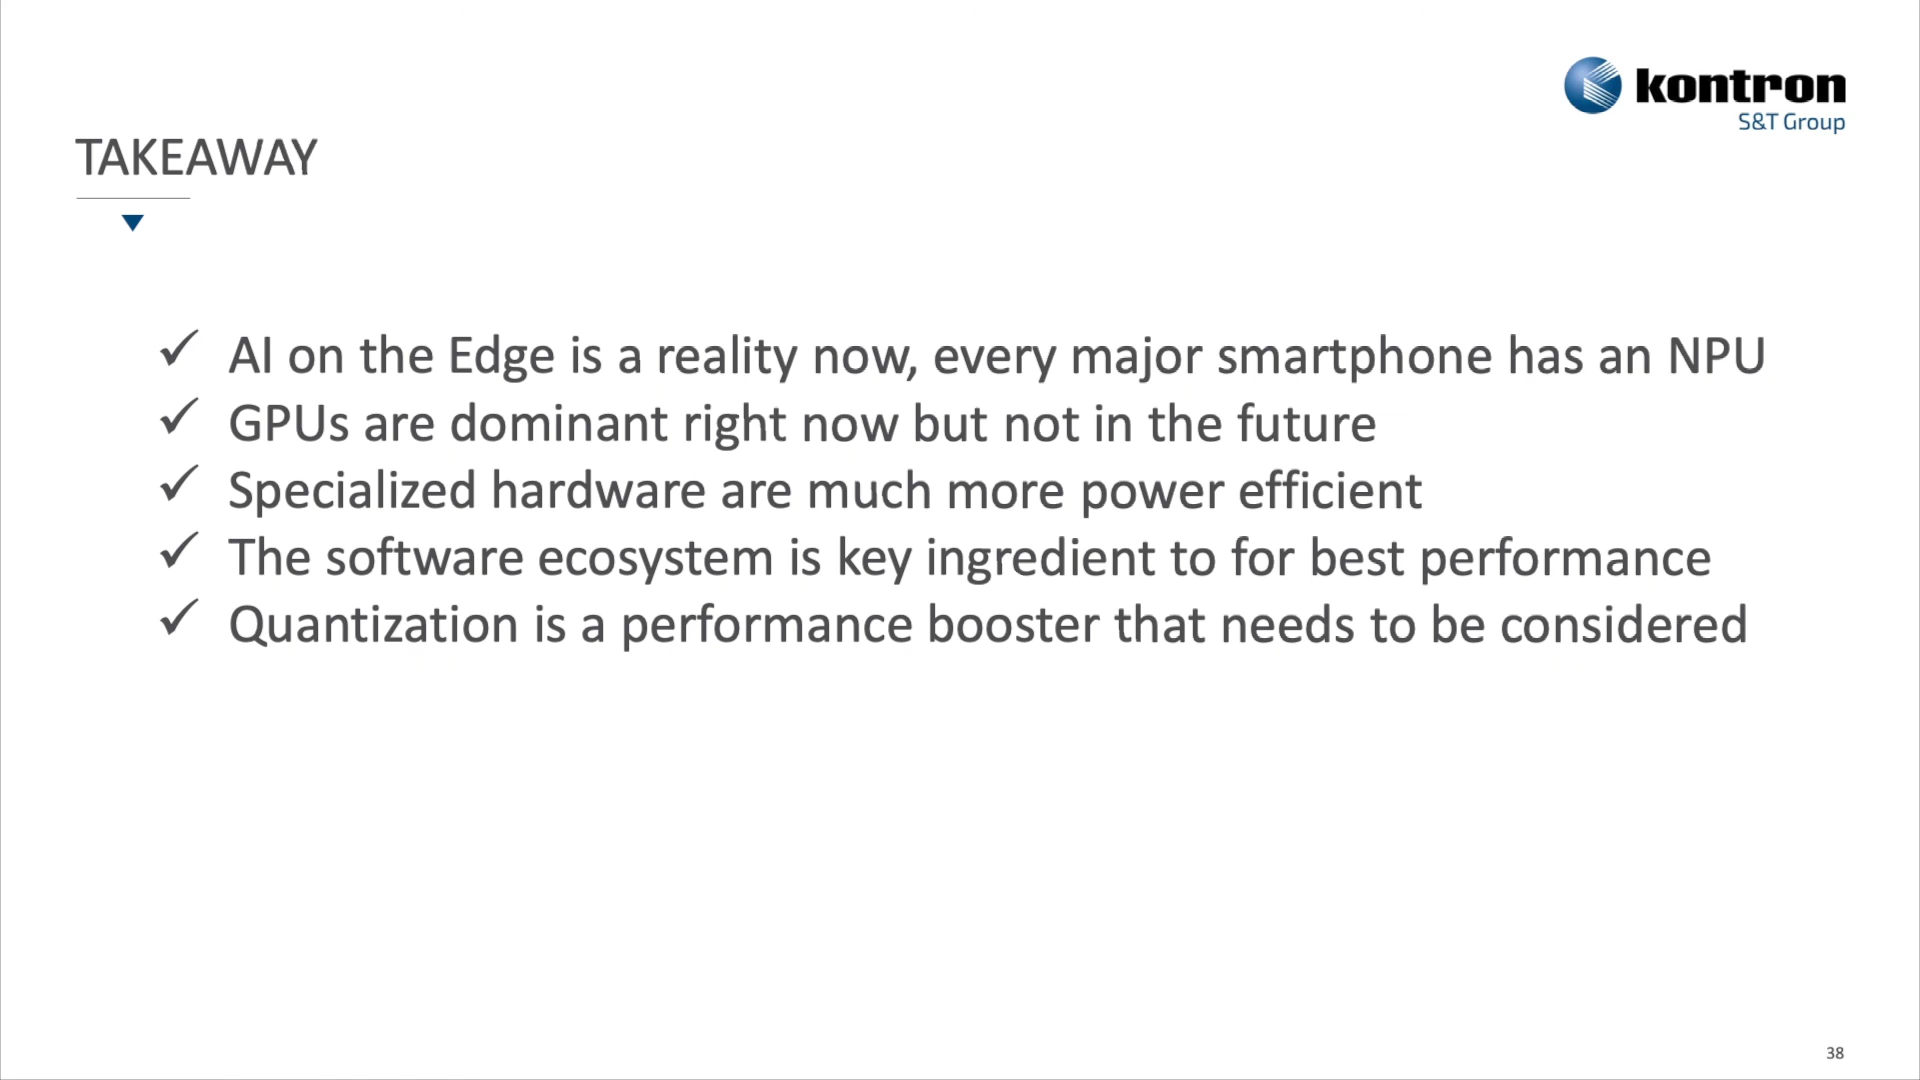 kontron
S&T Group
TAKEAWAY
✓ AI on the Edge is a reality now, every major smartphone has an NPU
✓ GPUs are dominant right now but not in the future
✓ Specialized hardware are much more power efficient
✓ The software ecosystem is key ingredient to for best performance
✓ Quantization is a performance booster that needs to be considered
38